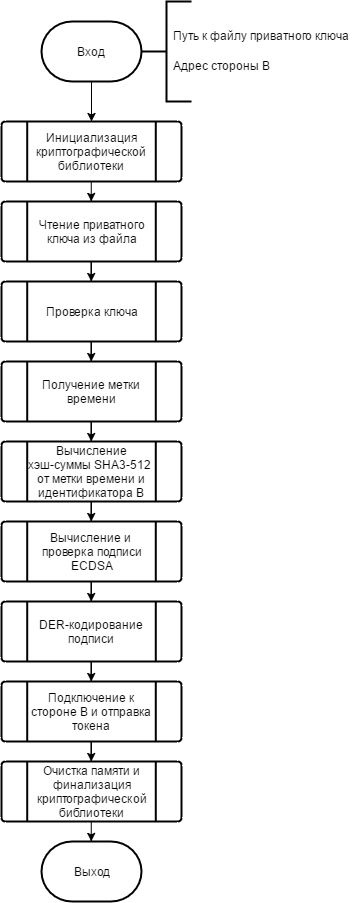 Вход
Путь к файлу приватного ключа
Адрес стороны B
Инициализация
криптографической
библиотеки
Чтение приватного
ключа из файла
Проверка ключа
Получение метки
времени
Вычисление
хэш-суммы SHA3-512
от метки времени и
идентификатора B
Вычисление и
проверка подписи
ECDSA
DER-кодирование
подписи
Подключение к
стороне B и отправка
токена
Очистка памяти и
финализация
криптографической
библиотеки
Выход